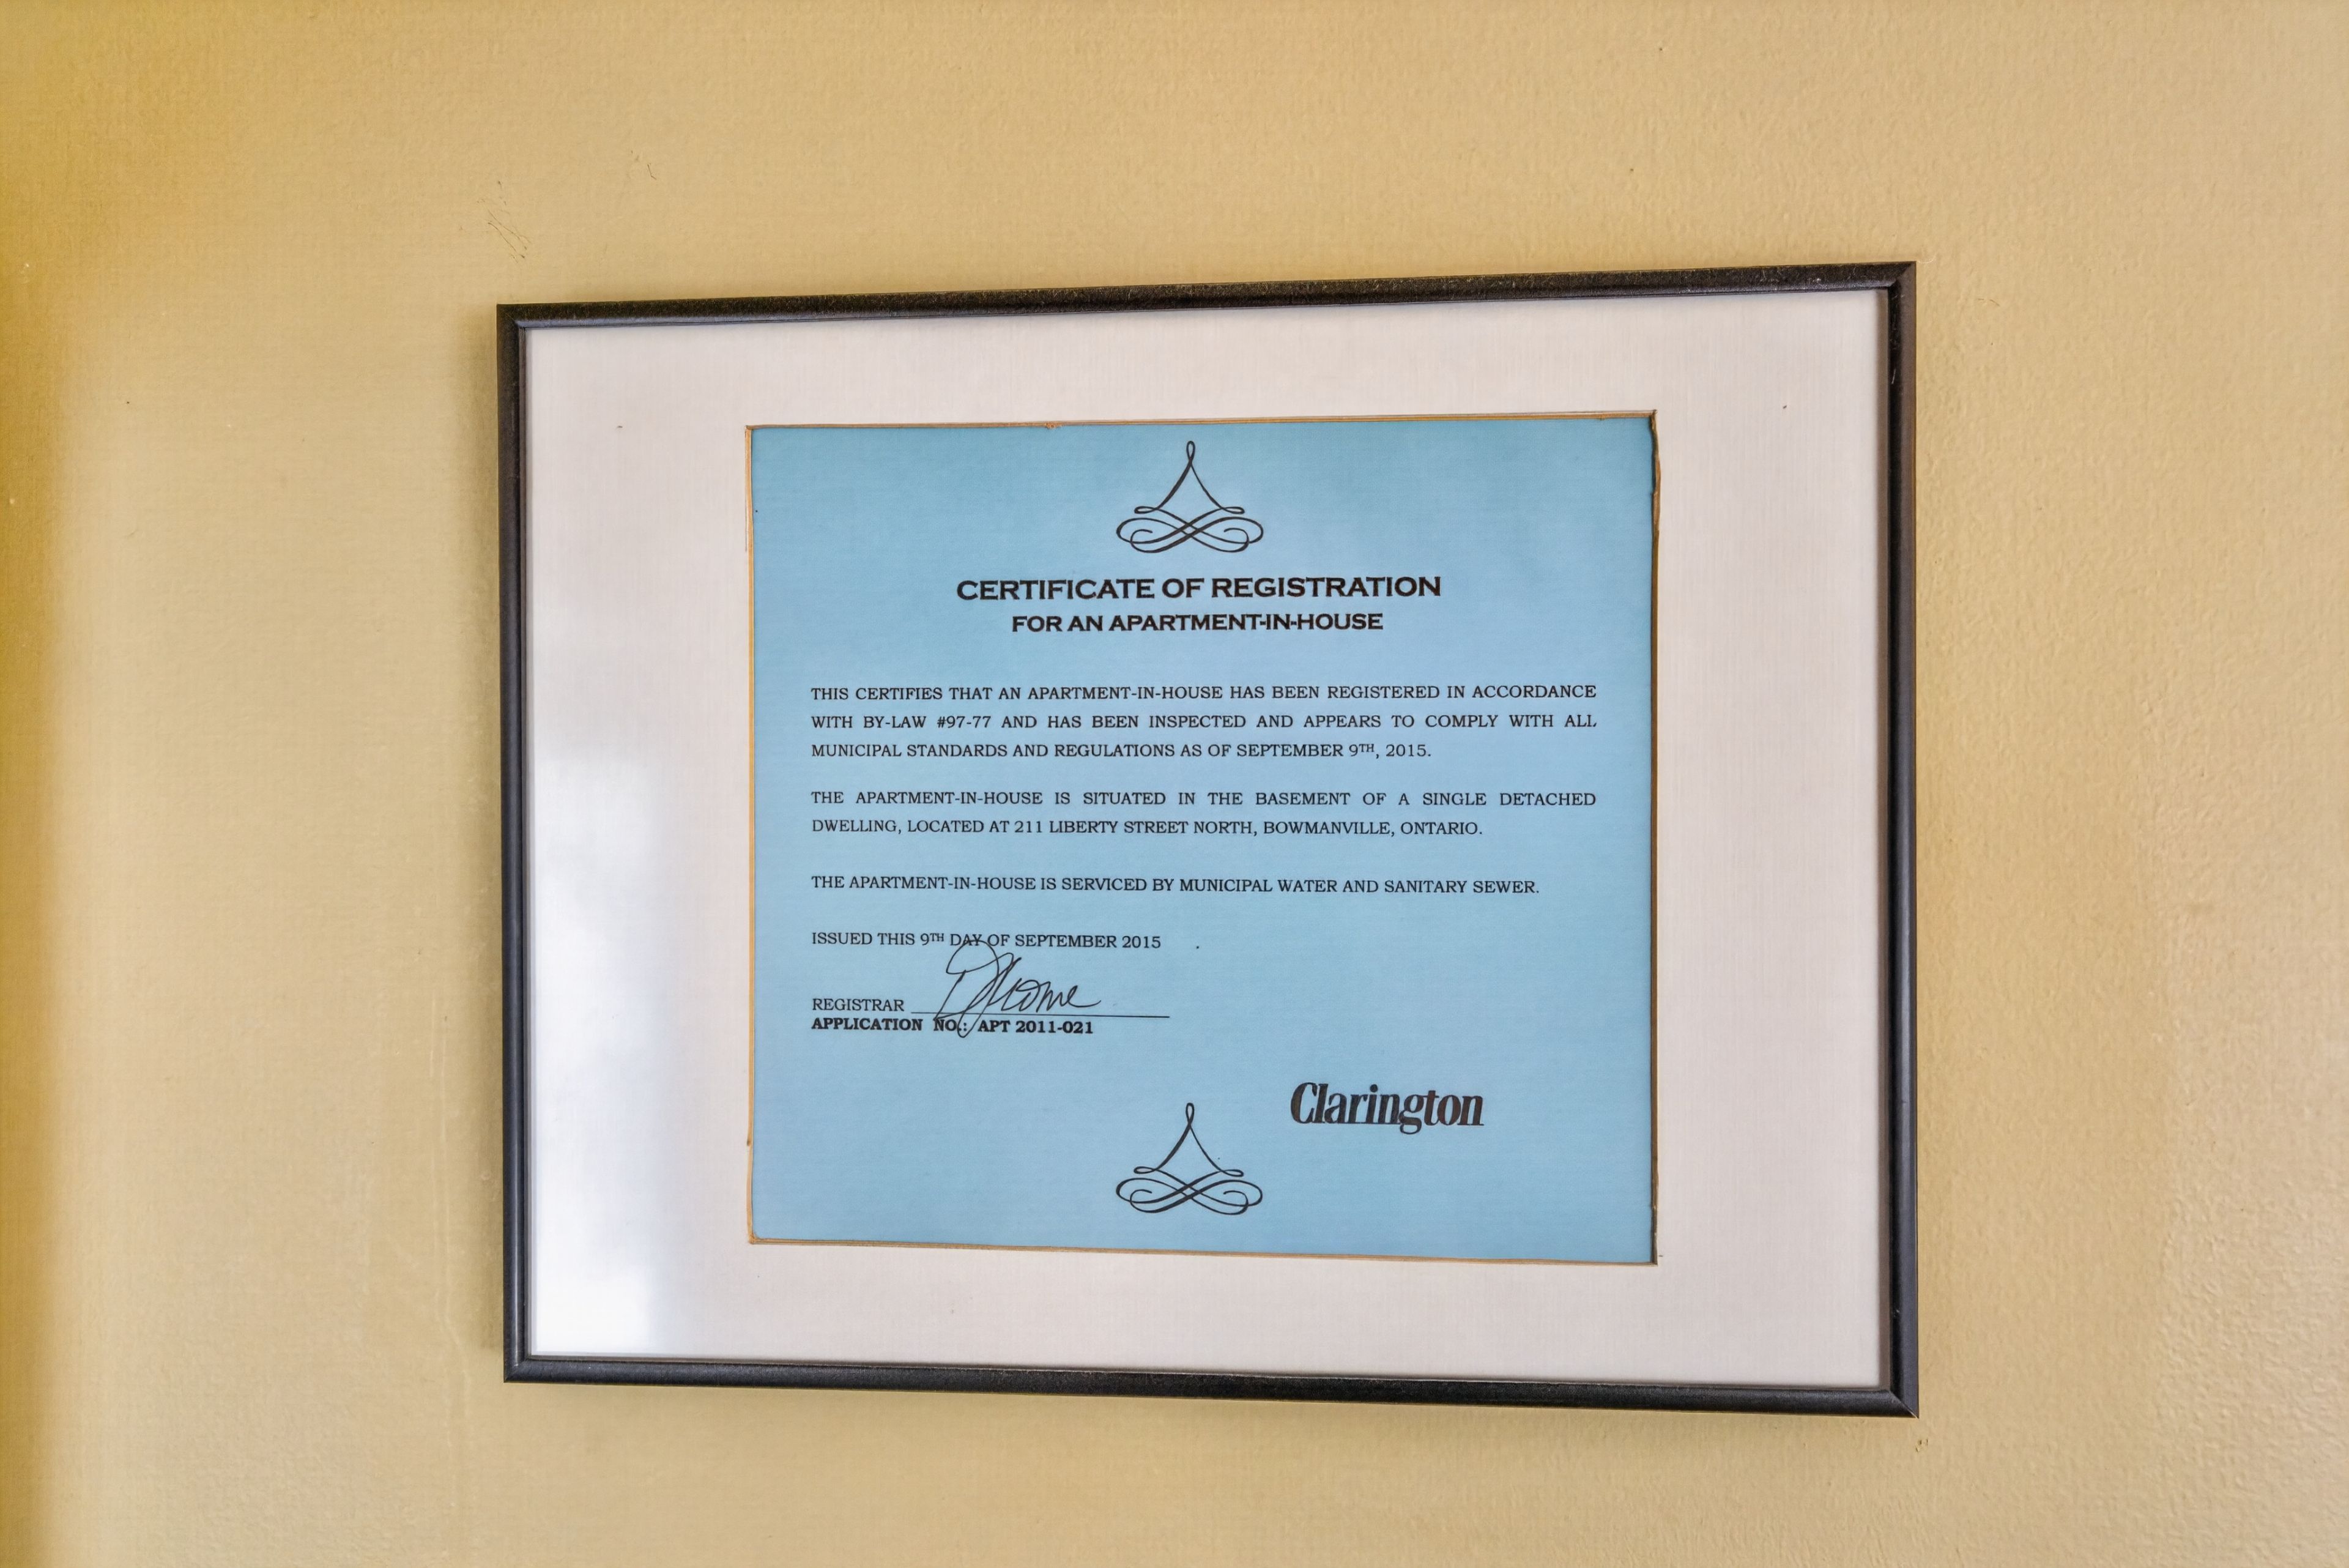 CERTIFICATE OF REGISTRATION
FOR AN APARTMENT-IN-HOUSE
THIS CERTIFIES THAT AN APARTMENT-IN-HOUSE HAS BEEN REGISTERED IN ACCORDANCE
WITH BY-LAW #97-77 AND HAS BEEN INSPECTED AND APPEARS TO COMPLY WITH ALL
MUNICIPAL STANDARDS AND REGULATIONS AS OF SEPTEMBER 9TH, 2015.
THE APARTMENT-IN-HOUSE IS SITUATED IN THE BASEMENT OF A SINGLE DETACHED
DWELLING, LOCATED AT 211 LIBERTY STREET NORTH, BOWMANVILLE, ONTARIO.
THE APARTMENT-IN-HOUSE IS SERVICED BY MUNICIPAL WATER AND SANITARY SEWER.
ISSUED THIS 9TH DAY OF SEPTEMBER 2015
REGISTRAR
APPLICATION NO.: APT 2011-021
Clarington